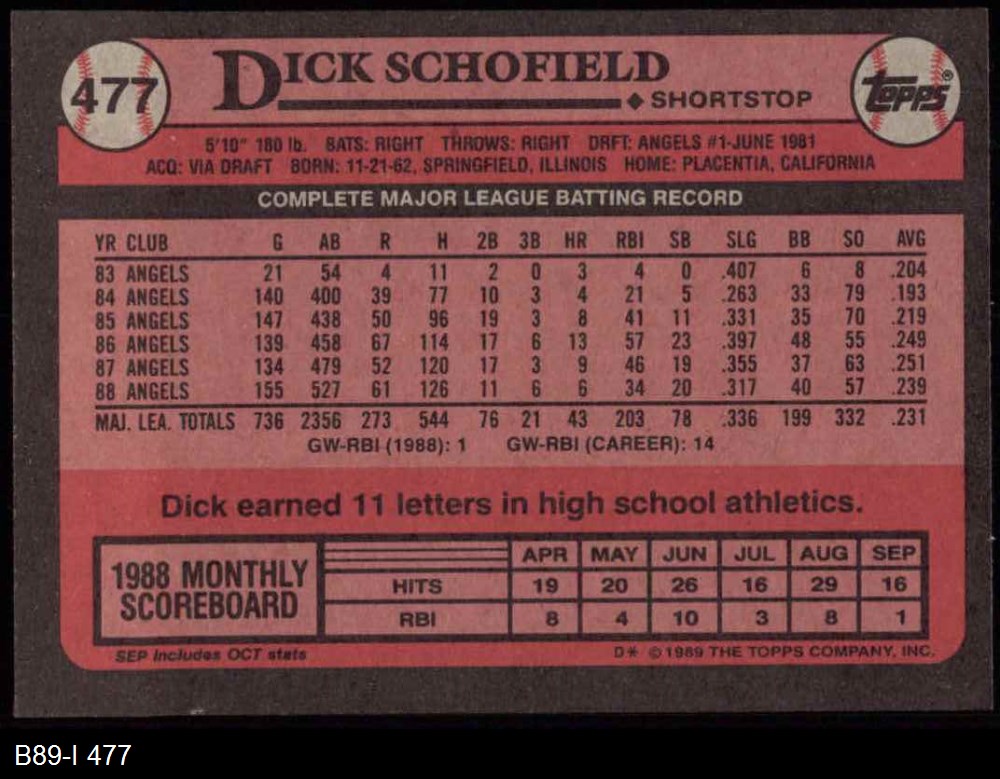 477
DICK SCHOFIELD
SHORTSTOP
TOPPS®
5'10" 180 lb. BATS: RIGHT THROWS: RIGHT DRFT: ANGELS #1-JUNE 1981
ACQ: VIA DRAFT BORN: 11-21-62, SPRINGFIELD, ILLINOIS HOME: PLACENTIA, CALIFORNIA
COMPLETE MAJOR LEAGUE BATTING RECORD
YR CLUB G AB R H 2B 3B HR RBI SB SLG BB SO AVG
83 ANGELS 21 54 4 11 2 0 3 4 0 .407 6 8 .204
84 ANGELS 140 400 39 77 10 3 4 21 5 .263 33 79 .193
85 ANGELS 147 438 50 96 19 3 8 41 11 .331 35 70 .219
86 ANGELS 139 458 67 114 17 6 13 57 23 .397 48 55 .249
87 ANGELS 134 479 52 120 17 3 9 46 19 .355 37 63 .251
88 ANGELS 155 527 61 126 11 6 6 34 20 .317 40 57 .239
MAJ. LEA. TOTALS 736 2356 273 544 76 21 43 203 78 .336 199 332 .231
GW-RBI (1988): 1 GW-RBI (CAREER): 14
Dick earned 11 letters in high school athletics.
1988 MONTHLY
SCOREBOARD
APR MAY JUN JUL AUG SEP
HITS 19 20 26 16 29 16
RBI 8 4 10 3 8 1
SEP Includes OCT stats
D* © 1989 THE TOPPS COMPANY, INC.
B89-I 477